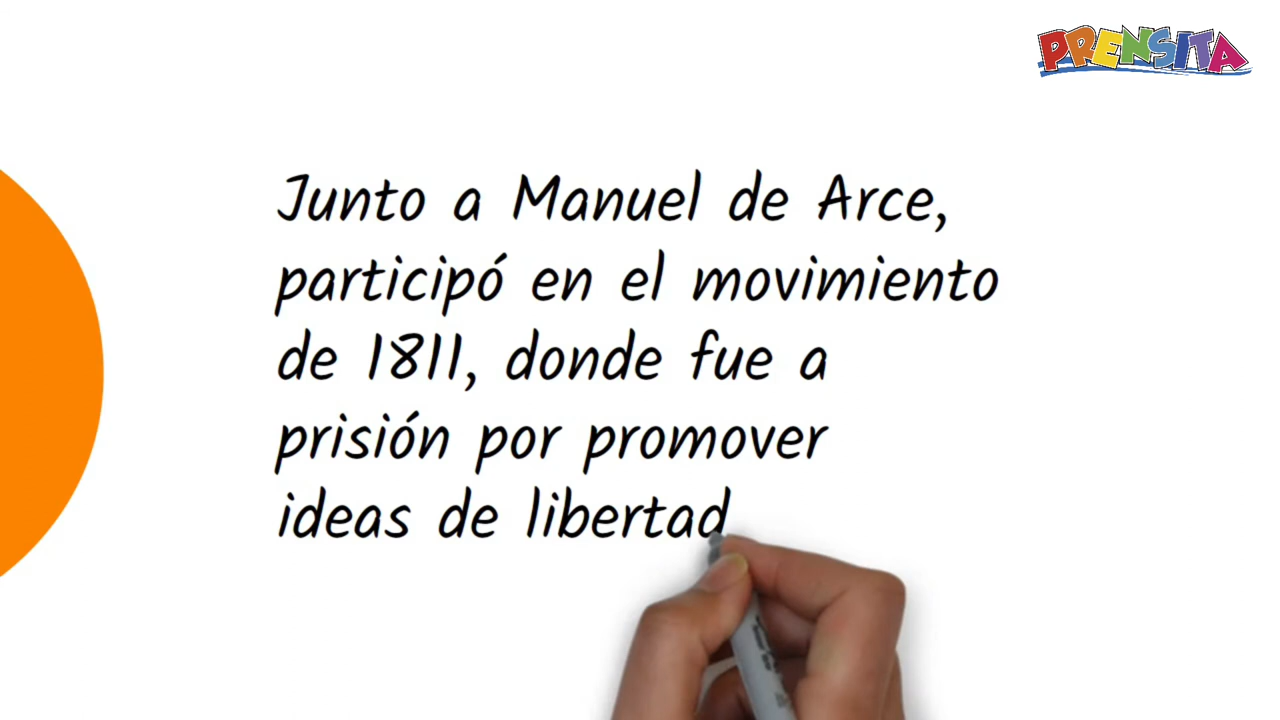 PRENSITA
Junto a Manuel de Arce,
participó en el movimiento
de 1811, donde fue a
prisión por promover
ideas de libertad